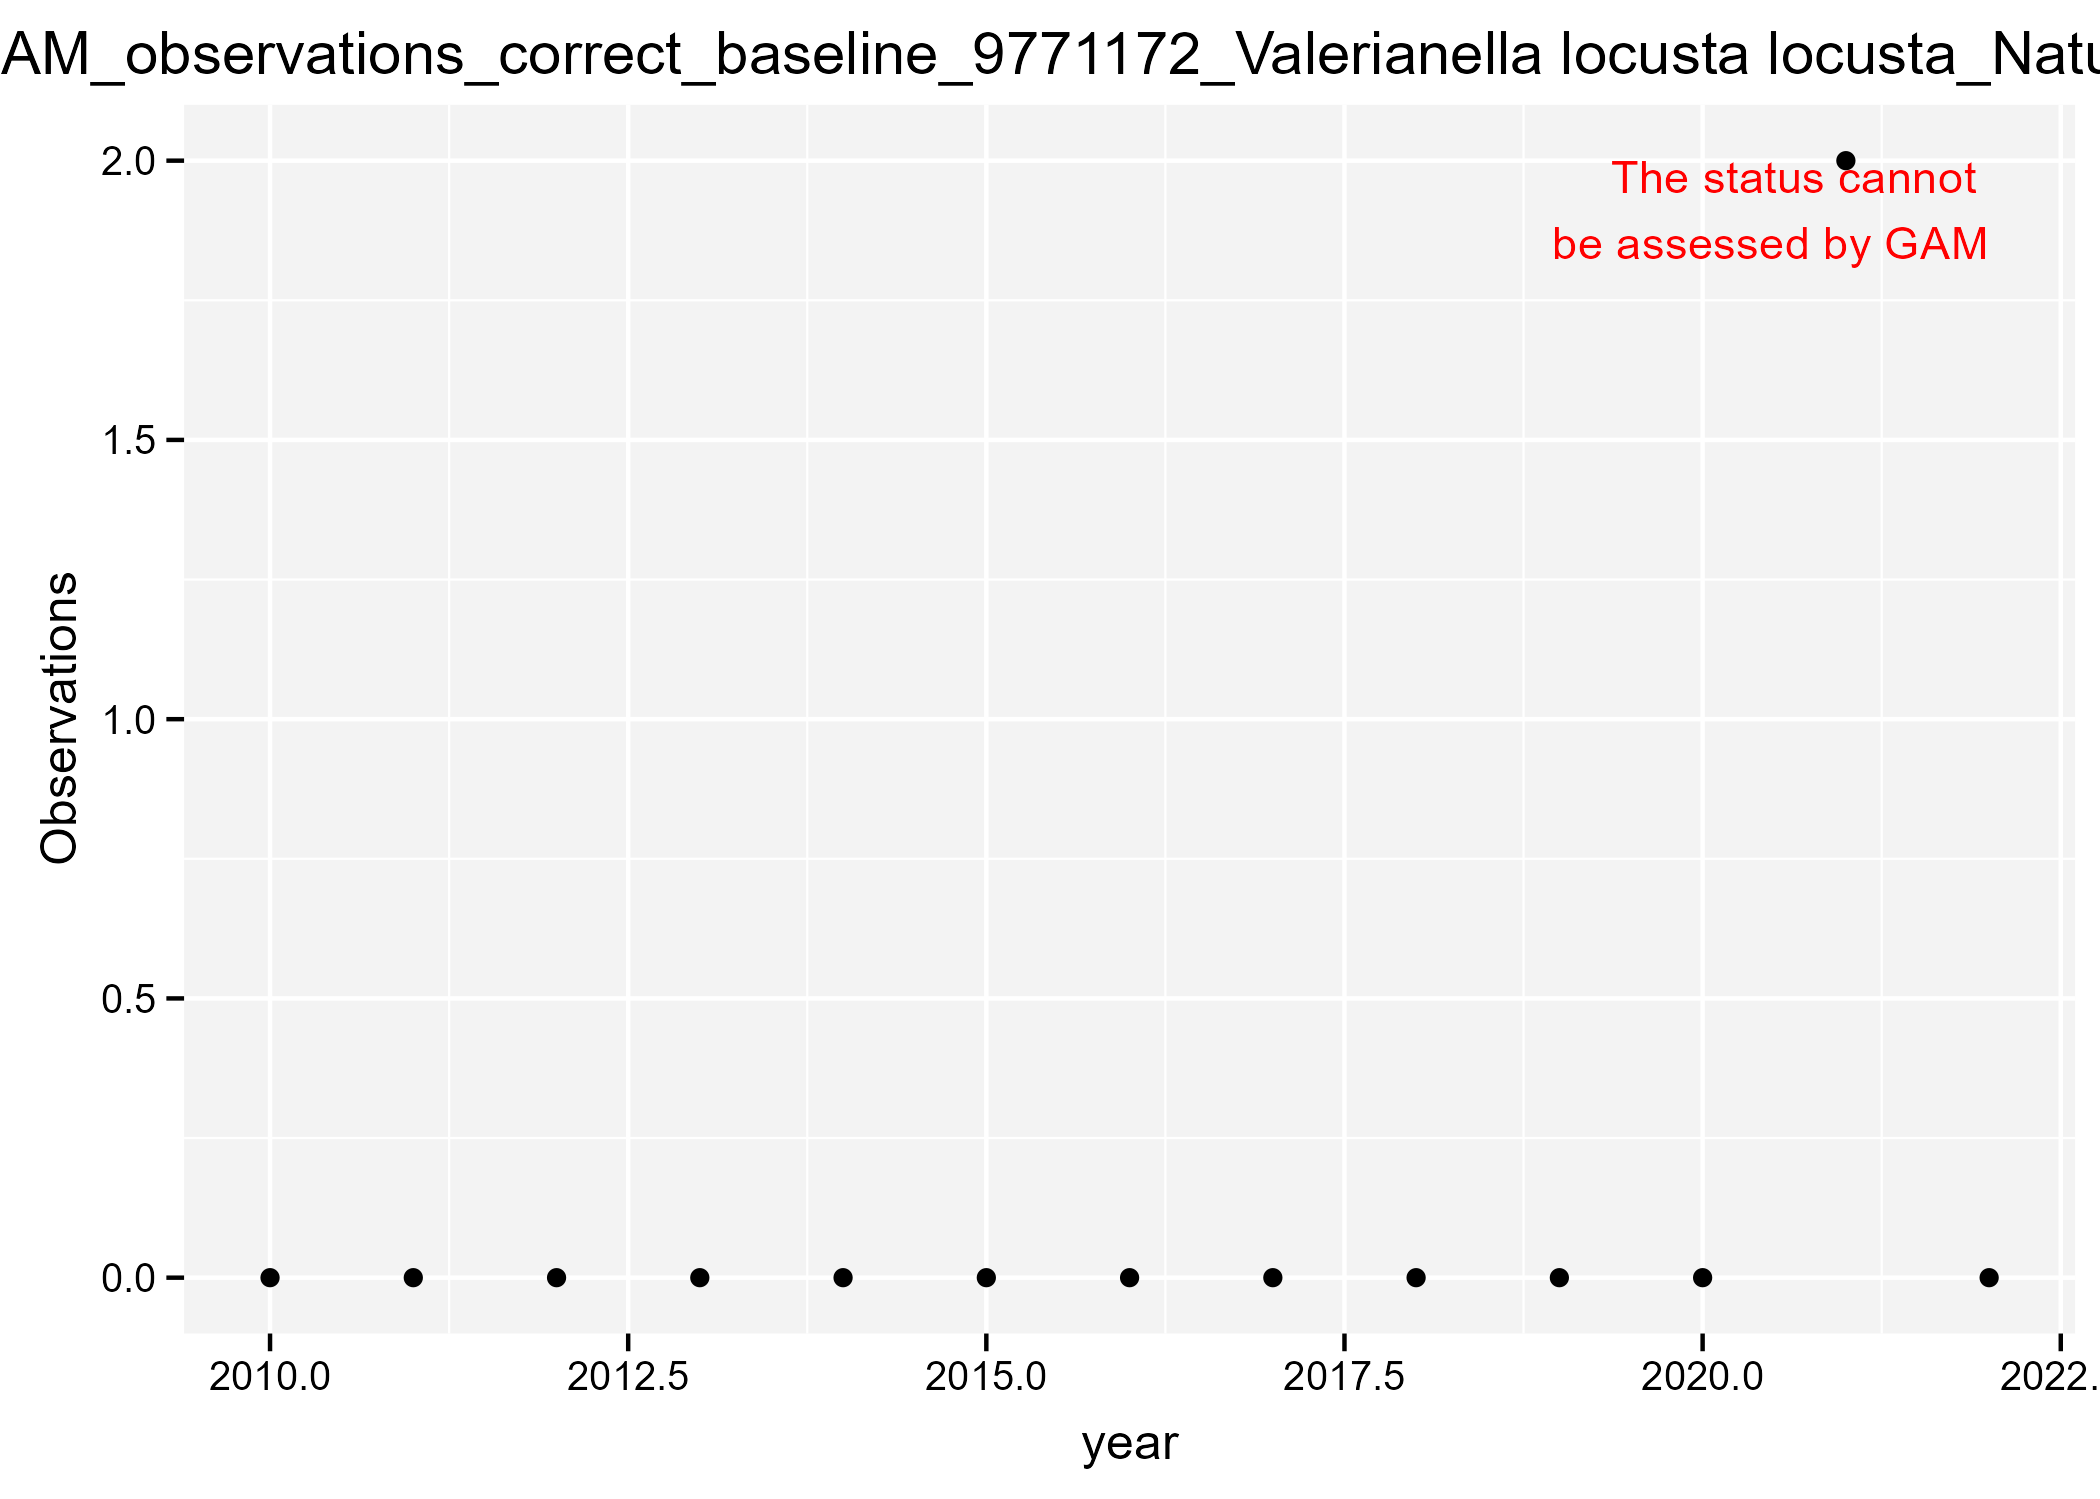 AM_observations_correct_baseline_9771172_Valerianella locusta locusta_Natu
2.0
The status cannot
be assessed by GAM
1.5
1.0
0.5
0.0
Observations
2010.0
2012.5
2015.0
2017.5
2020.0
2022.
year